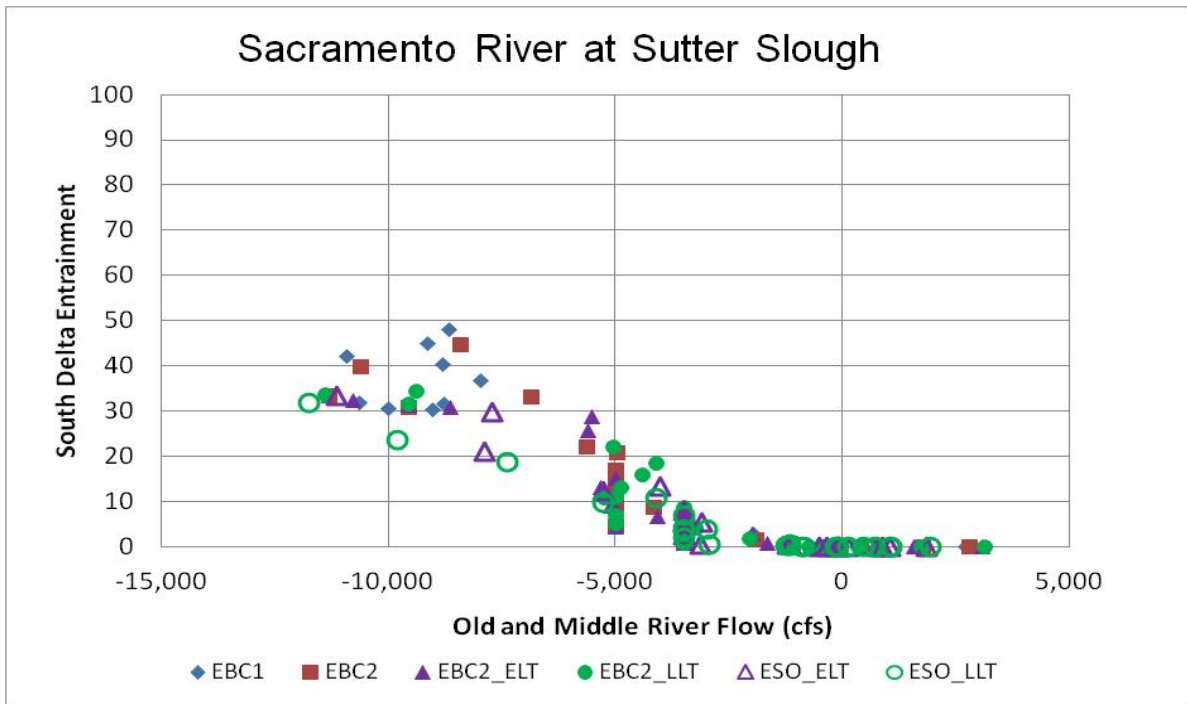 Sacramento River at Sutter Slough
100
90
80
70
60
50
40
30
20
10
0
South Delta Entrainment
-15,000 -10,000 -5,000 0 5,000
Old and Middle River Flow (cfs)
EBC1 EBC2 EBC2_ELT EBC2_LLT ESO_ELT ESO_LLT